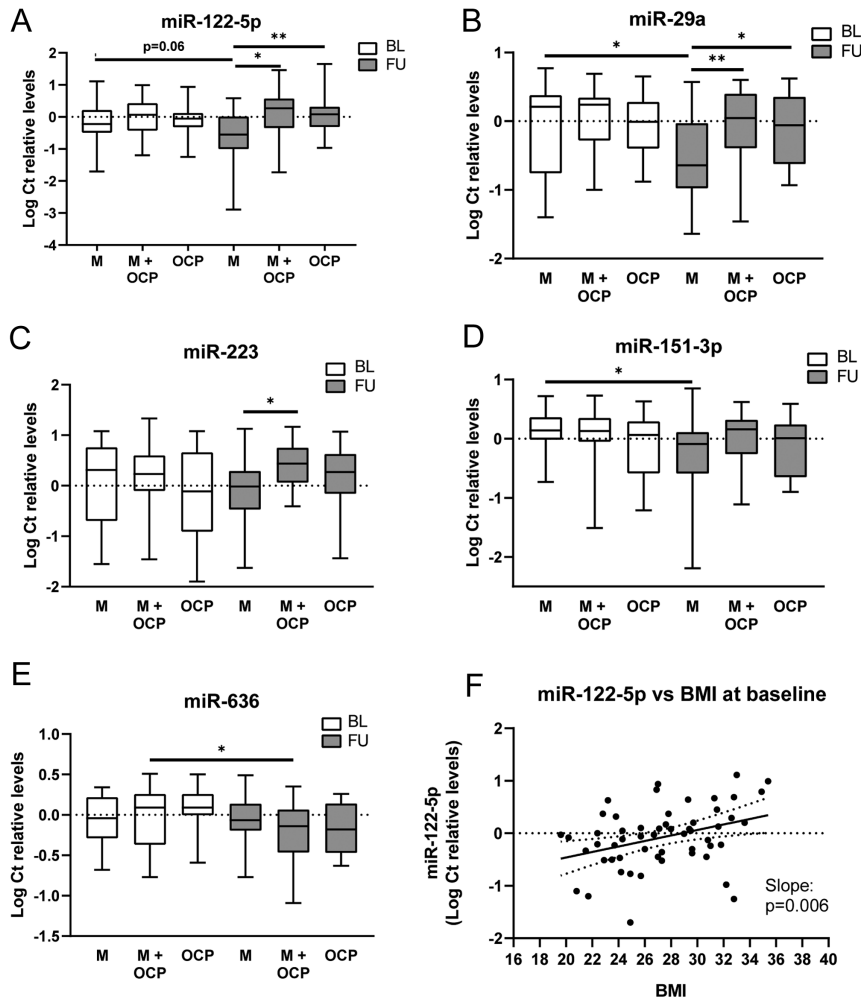 A
miR-122-5p
BL
FU
p=0.06
**
*
Log Ct relative levels
2
1
0
-1
-2
-3
-4
M
M +
OCP
OCP
M
M +
OCP
OCP
B
miR-29a
BL
FU
*
*
**
Log Ct relative levels
1
0
-1
-2
M
M +
OCP
OCP
M
M +
OCP
OCP
C
miR-223
BL
FU
*
Log Ct relative levels
2
1
0
-1
-2
M
M +
OCP
OCP
M
M +
OCP
OCP
D
miR-151-3p
BL
FU
*
Log Ct relative levels
1
0
-1
-2
M
M +
OCP
OCP
M
M +
OCP
OCP
E
miR-636
BL
FU
*
Log Ct relative levels
1.0
0.5
0.0
-0.5
-1.0
-1.5
M
M +
OCP
OCP
M
M +
OCP
OCP
F
miR-122-5p vs BMI at baseline
miR-122-5p
(Log Ct relative levels)
2
1
0
-1
-2
Slope:
p=0.006
16 18 20 22 24 26 28 30 32 34 36 38 40
BMI